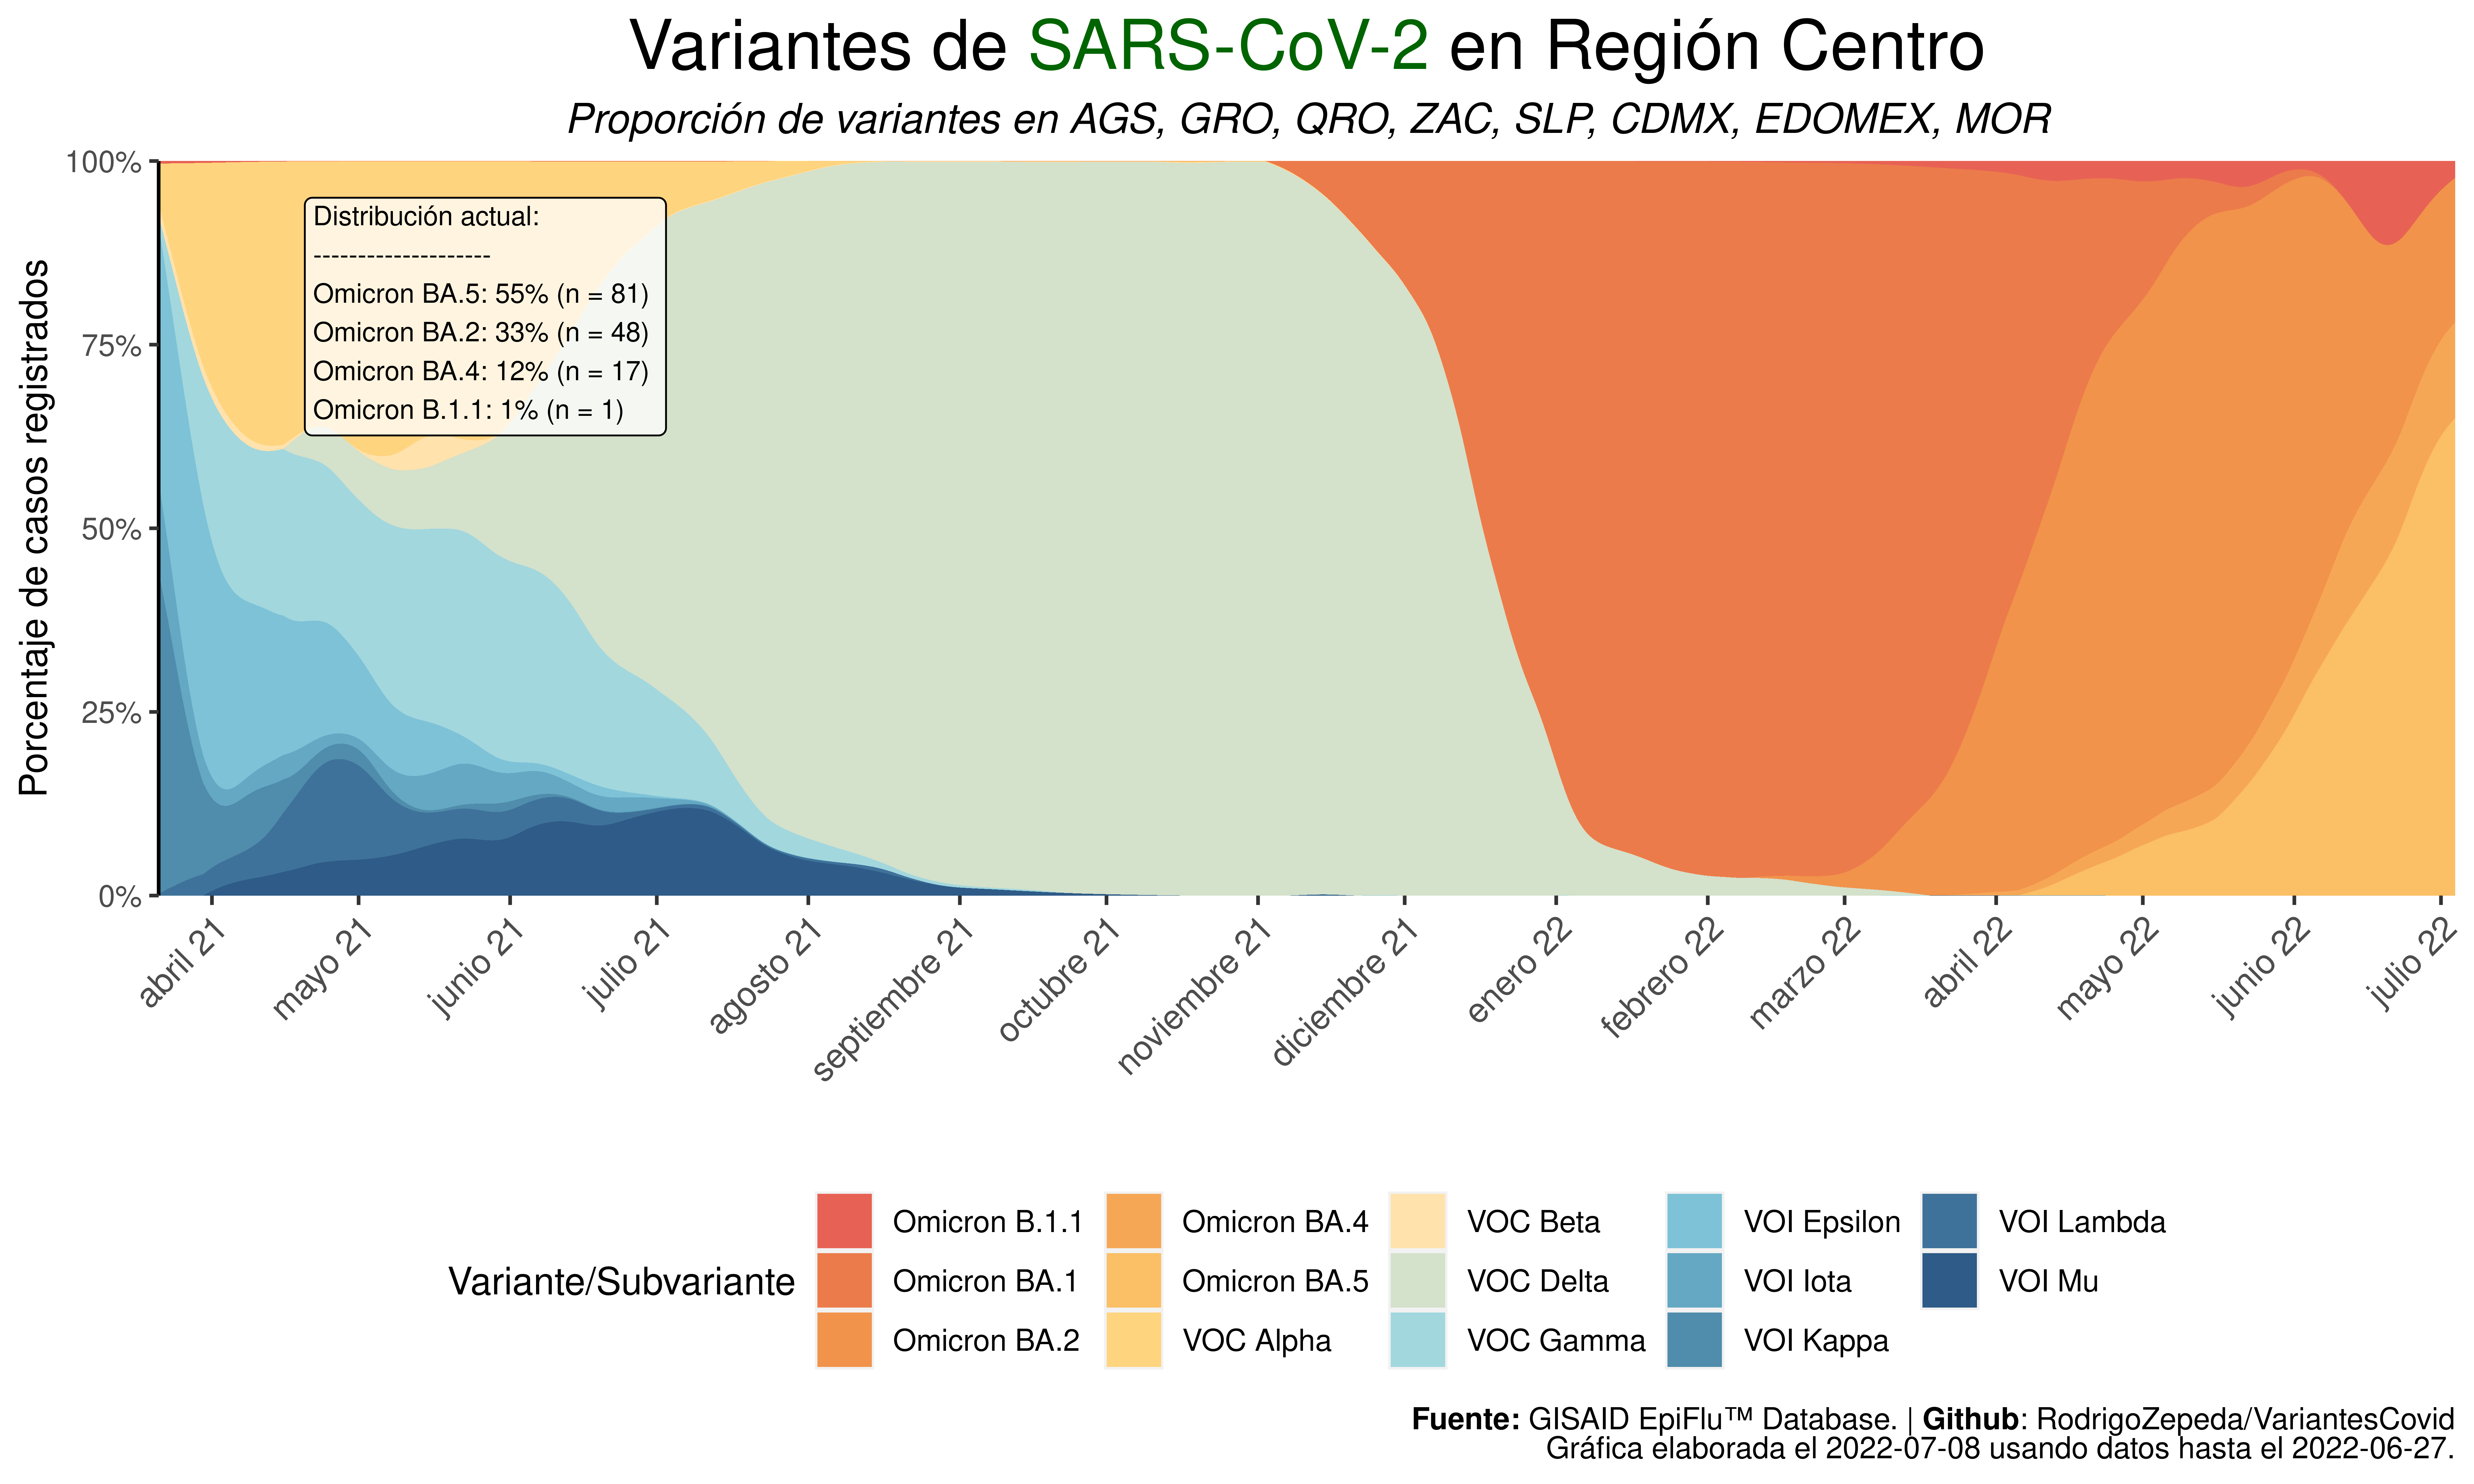 Variantes de SARS-CoV-2 en Región Centro
Proporción de variantes en AGS, GRO, QRO, ZAC, SLP, CDMX, EDOMEX, MOR
Porcentaje de casos registrados
100%
75%
50%
25%
0%
Distribución actual:
--------------------
Omicron BA.5: 55% (n = 81)
Omicron BA.2: 33% (n = 48)
Omicron BA.4: 12% (n = 17)
Omicron B.1.1: 1% (n = 1)
abril 21
mayo 21
junio 21
julio 21
agosto 21
septiembre 21
octubre 21
noviembre 21
diciembre 21
enero 22
febrero 22
marzo 22
abril 22
mayo 22
junio 22
julio 22
Variante/Subvariante
Omicron B.1.1
Omicron BA.1
Omicron BA.2
Omicron BA.4
Omicron BA.5
VOC Alpha
VOC Beta
VOC Delta
VOC Gamma
VOI Epsilon
VOI Iota
VOI Kappa
VOI Lambda
VOI Mu
Fuente: GISAID EpiFlu™ Database. | Github: RodrigoZepeda/VariantesCovid
Gráfica elaborada el 2022-07-08 usando datos hasta el 2022-06-27.